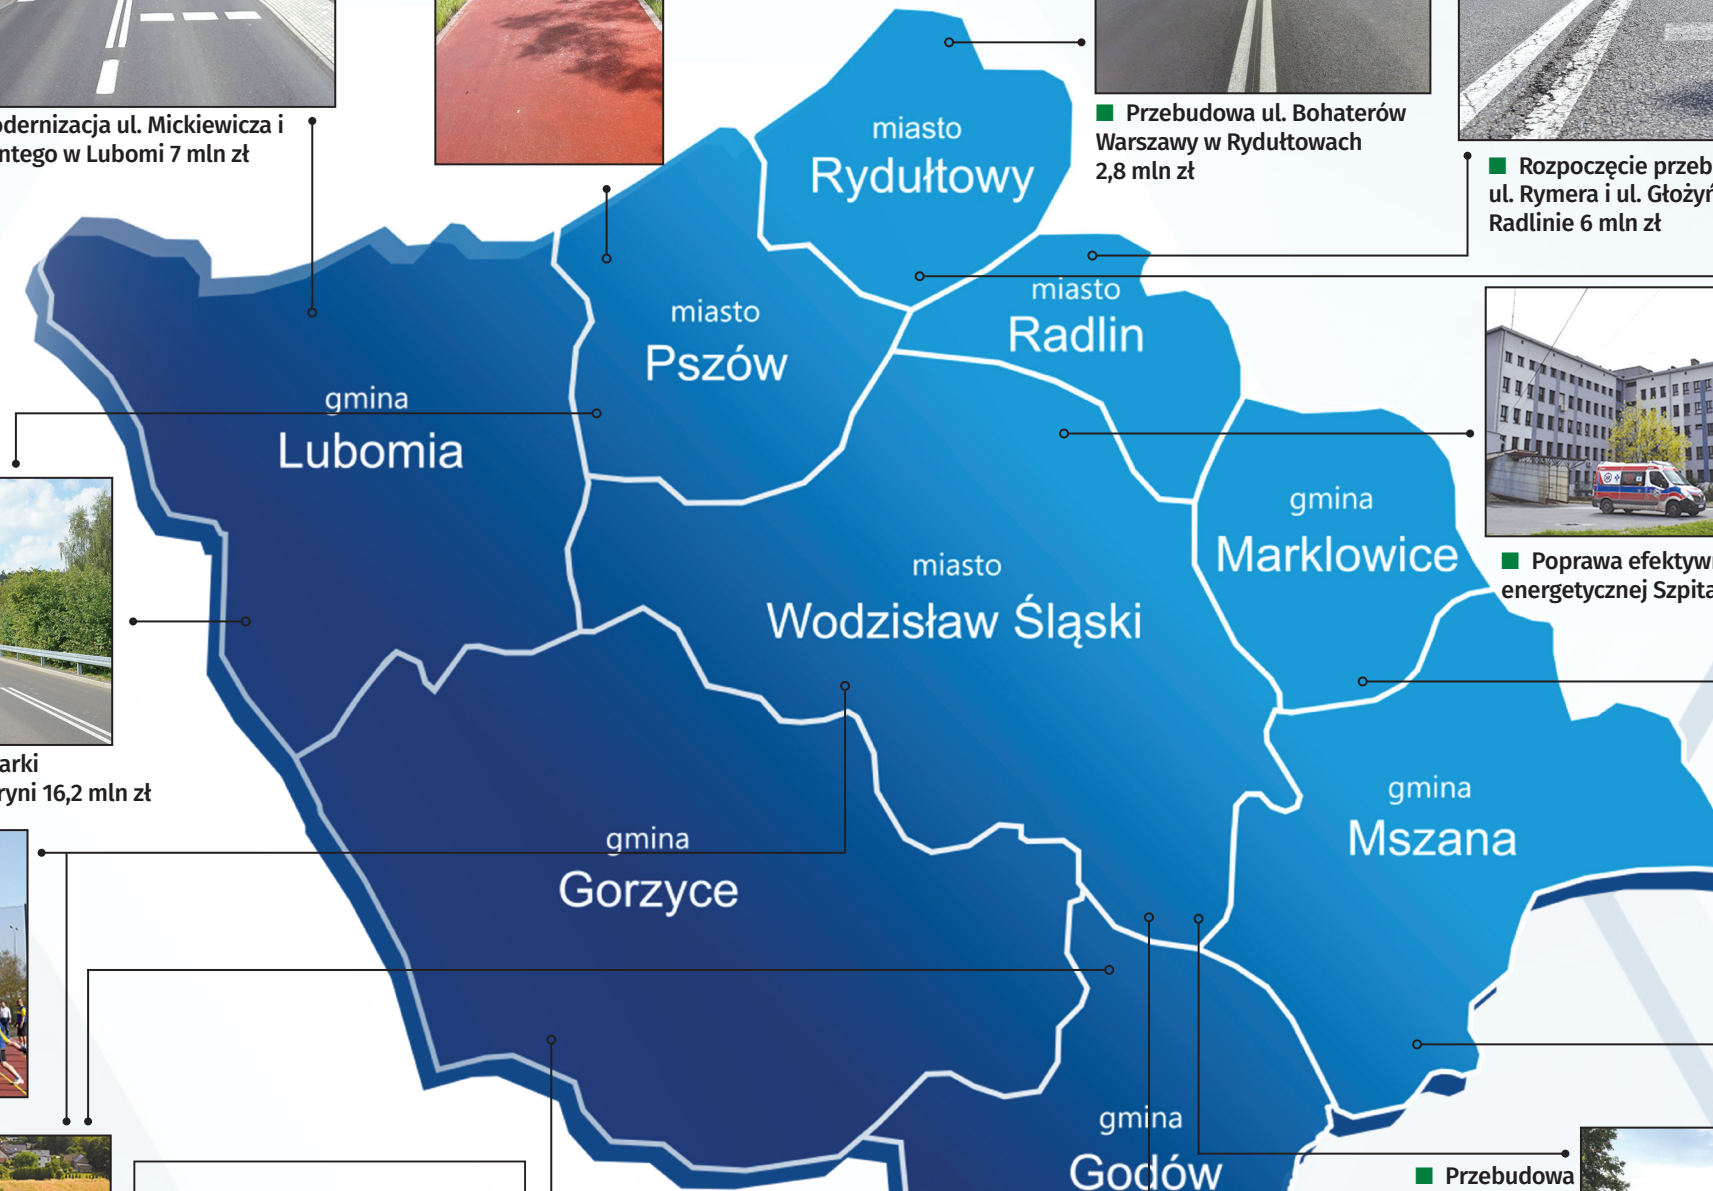 odernizacja ul. Mickiewicza i
ntego w Lubomi 7 mln zł
Przebudowa ul. Bohaterów
Warszawy w Rydułtowach
2,8 mln zł
Rozpoczęcie przeb
ul. Rymera i ul. Głożyń
Radlinie 6 mln zł
miasto
Rydułtowy
miasto
Radlin
miasto
Pszów
gmina
Lubomia
gmina
Marklowice
Poprawa efektywn
energetycznej Szpita
miasto
Wodzisław Śląski
arki
ryni 16,2 mln zł
gmina
Mszana
gmina
Gorzyce
gmina
Godów
Przebudowa